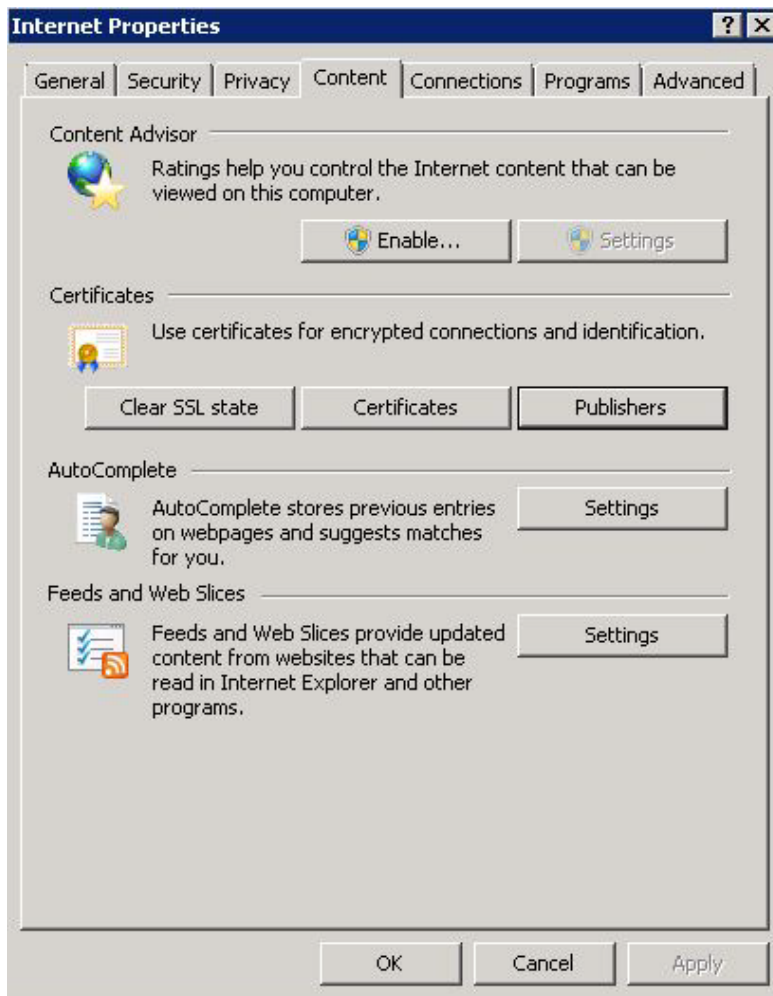 Internet Properties
General Security Privacy Content Connections Programs Advanced
Content Advisor
Ratings help you control the Internet content that can be
viewed on this computer.
Enable... Settings
Certificates
Use certificates for encrypted connections and identification.
Clear SSL state Certificates Publishers
AutoComplete
AutoComplete stores previous entries
on webpages and suggests matches
for you.
Settings
Feeds and Web Slices
Feeds and Web Slices provide updated
content from websites that can be
read in Internet Explorer and other
programs.
Settings
OK Cancel Apply